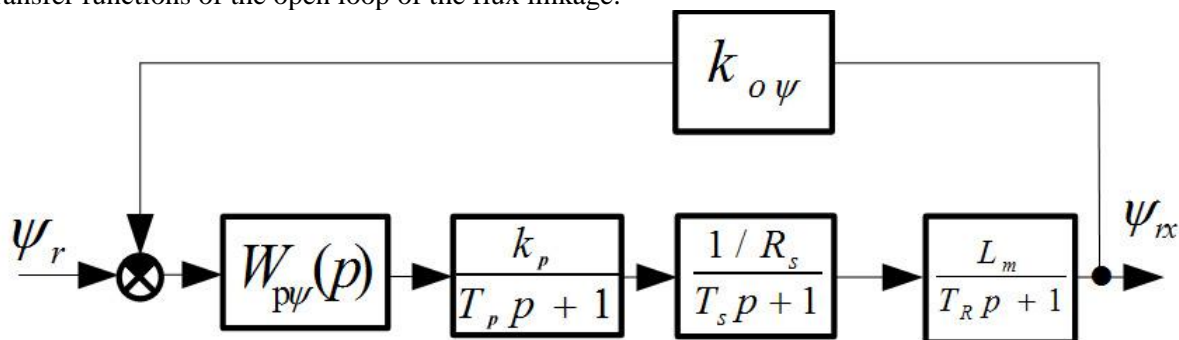 ransfer functions of the open loop of the flux linkage.
k_{oψ}
ψ_r
W_{pψ}(p)
k_p / (T_p p + 1)
(1 / R_s) / (T_s p + 1)
L_m / (T_R p + 1)
ψ_{rx}